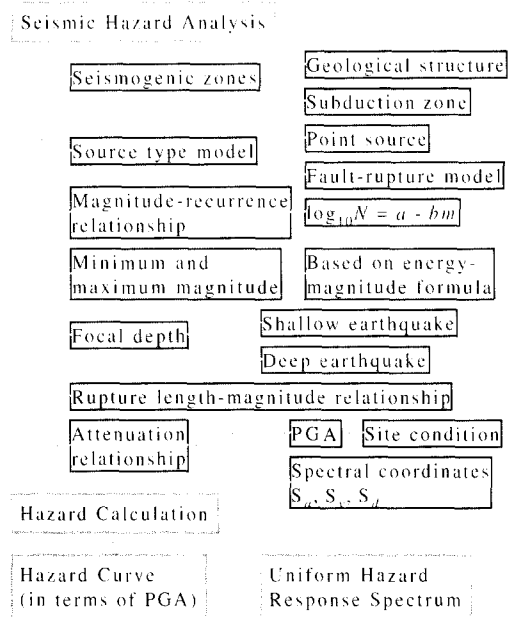 Seismic Hazard Analysis
Seismogenic zones
Geological structure
Subduction zone
Source type model
Point source
Fault-rupture model
Magnitude-recurrence
relationship
log₁₀N = a - bm
Minimum and
maximum magnitude
Based on energy-
magnitude formula
Focal depth
Shallow earthquake
Deep earthquake
Rupture length-magnitude relationship
Attenuation
relationship
PGA
Site condition
Spectral coordinates
Sₐ, Sᵥ, S_d
Hazard Calculation
Hazard Curve
(in terms of PGA)
Uniform Hazard
Response Spectrum